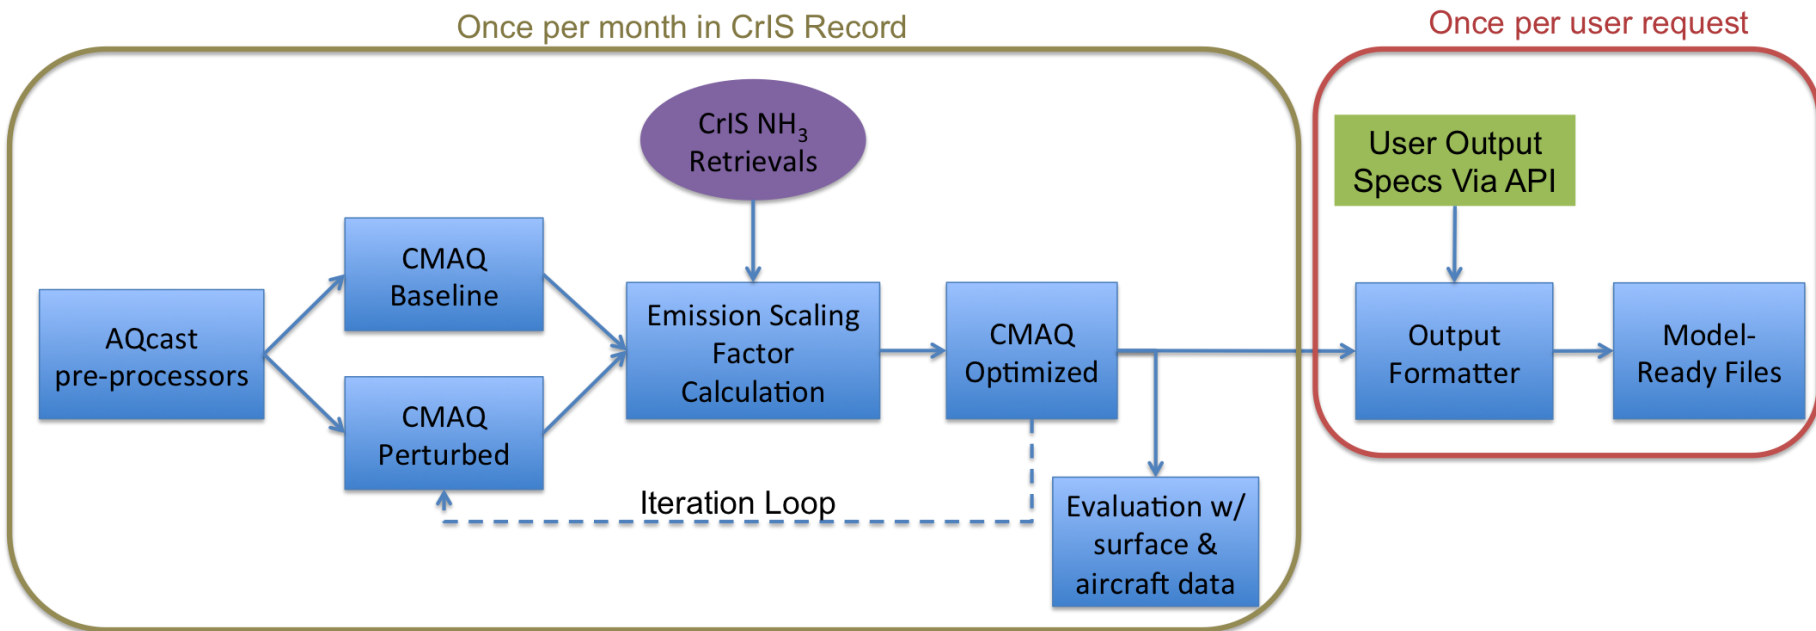 Once per month in CrIS Record
Once per user request
CrIS NH₃
Retrievals
User Output
Specs Via API
CMAQ
Baseline
AQcast
pre-processors
CMAQ
Perturbed
Emission Scaling
Factor
Calculation
CMAQ
Optimized
Output
Formatter
Model-
Ready Files
Iteration Loop
Evaluation w/
surface &
aircraft data